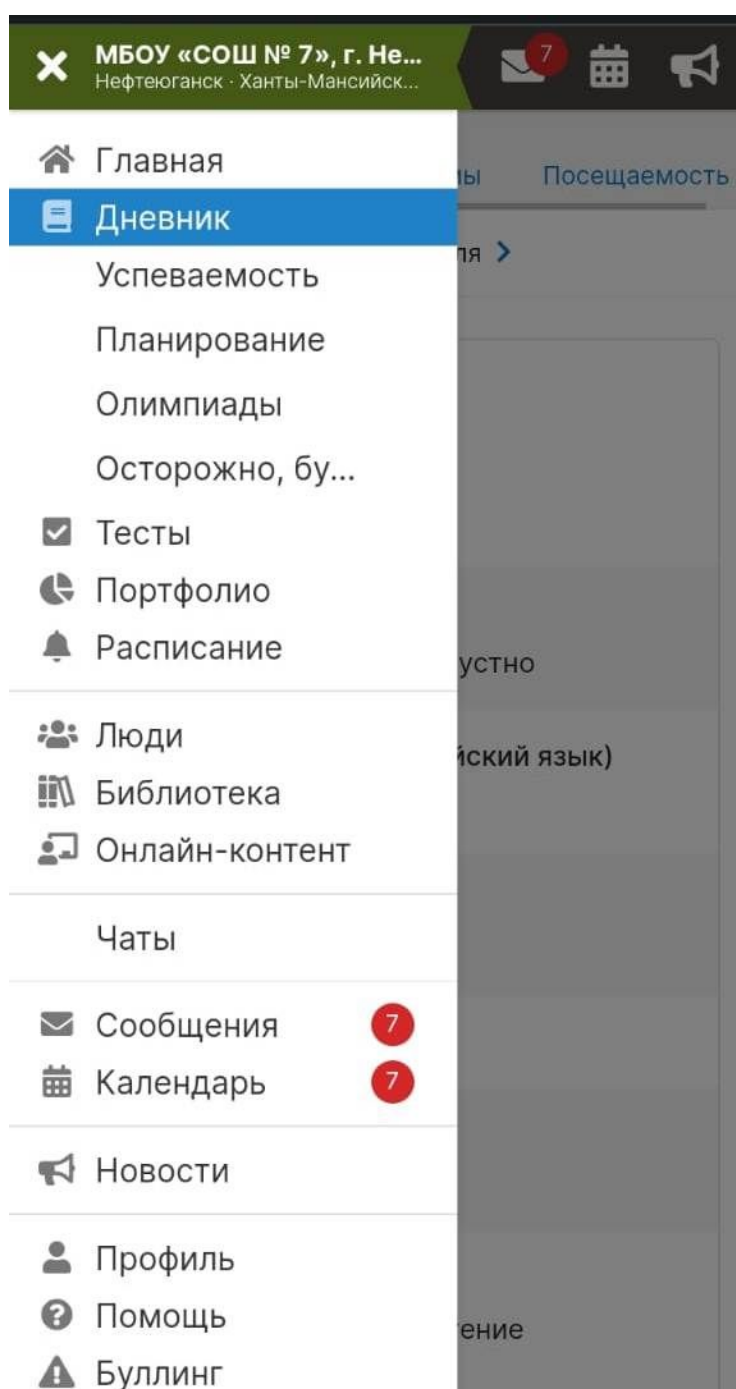 МБОУ «СОШ № 7», г. Не...
Нефтеюганск · Ханты-Мансийск...
7
Главная
Посещаемость
Дневник
Успеваемость
Планирование
Олимпиады
Осторожно, бу...
Тесты
Портфолио
Расписание
устно
Люди
йский язык)
Библиотека
Онлайн-контент
Чаты
Сообщения 7
Календарь 7
Новости
Профиль
Помощь
ение
Буллинг